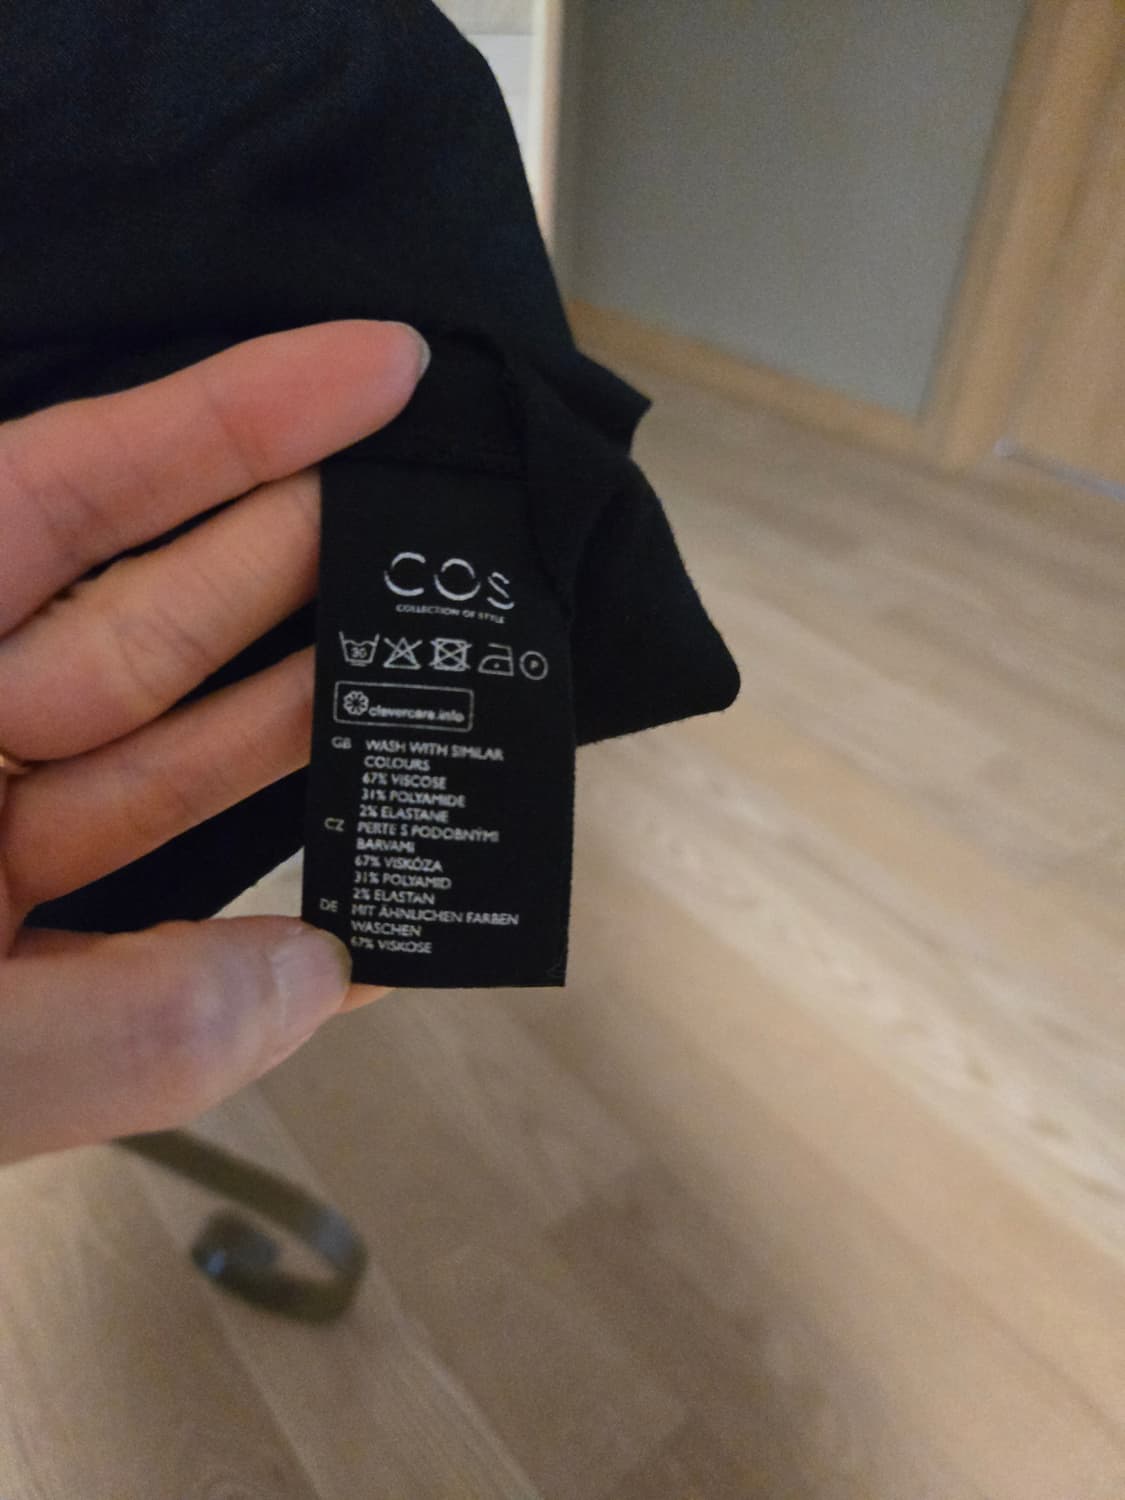 COS
COLLECTION OF STYLE
30 P
clevercare.info
GB WASH WITH SIMILAR
COLOURS
67% VISCOSE
31% POLYAMIDE
2% ELASTANE
CZ PERTE S PODOBNÝMI
BARVAMI
67% VISKÓZA
31% POLYAMID
2% ELASTAN
DE MIT ÄHNLICHEN FARBEN
WASCHEN
67% VISKOSE